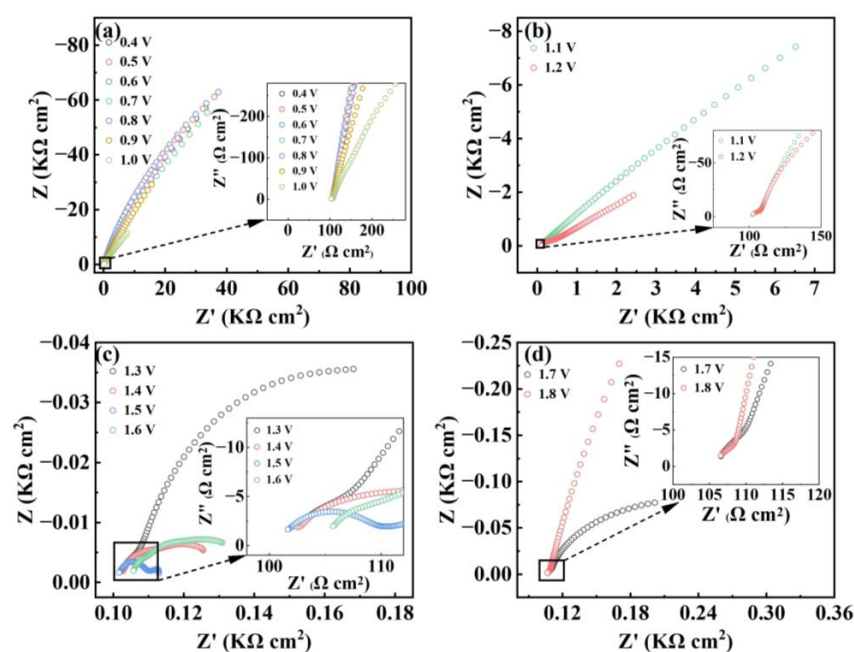 (a)
0.4 V
0.5 V
0.6 V
0.7 V
0.8 V
0.9 V
1.0 V
−80
−60
−40
−20
0
Z (KΩ cm²)
0 20 40 60 80 100
Z' (KΩ cm²)
0.4 V
0.5 V
0.6 V
0.7 V
0.8 V
0.9 V
1.0 V
−200
−100
0
Z'' (Ω cm²)
0 100 200
Z' (Ω cm²)
(b)
1.1 V
1.2 V
−8
−6
−4
−2
0
Z (KΩ cm²)
0 1 2 3 4 5 6 7
Z' (KΩ cm²)
1.1 V
1.2 V
−50
0
Z'' (Ω cm²)
100 150
Z' (Ω cm²)
(c)
1.3 V
1.4 V
1.5 V
1.6 V
−0.04
−0.03
−0.02
−0.01
0.00
Z (KΩ cm²)
0.10 0.12 0.14 0.16 0.18
Z' (KΩ cm²)
1.3 V
1.4 V
1.5 V
1.6 V
−10
−5
0
Z'' (Ω cm²)
100 110
Z' (Ω cm²)
(d)
1.7 V
1.8 V
−0.25
−0.20
−0.15
−0.10
−0.05
0.00
Z (KΩ cm²)
0.12 0.18 0.24 0.30 0.36
Z' (KΩ cm²)
1.7 V
1.8 V
−15
−10
−5
0
Z'' (Ω cm²)
100 105 110 115 120
Z' (Ω cm²)